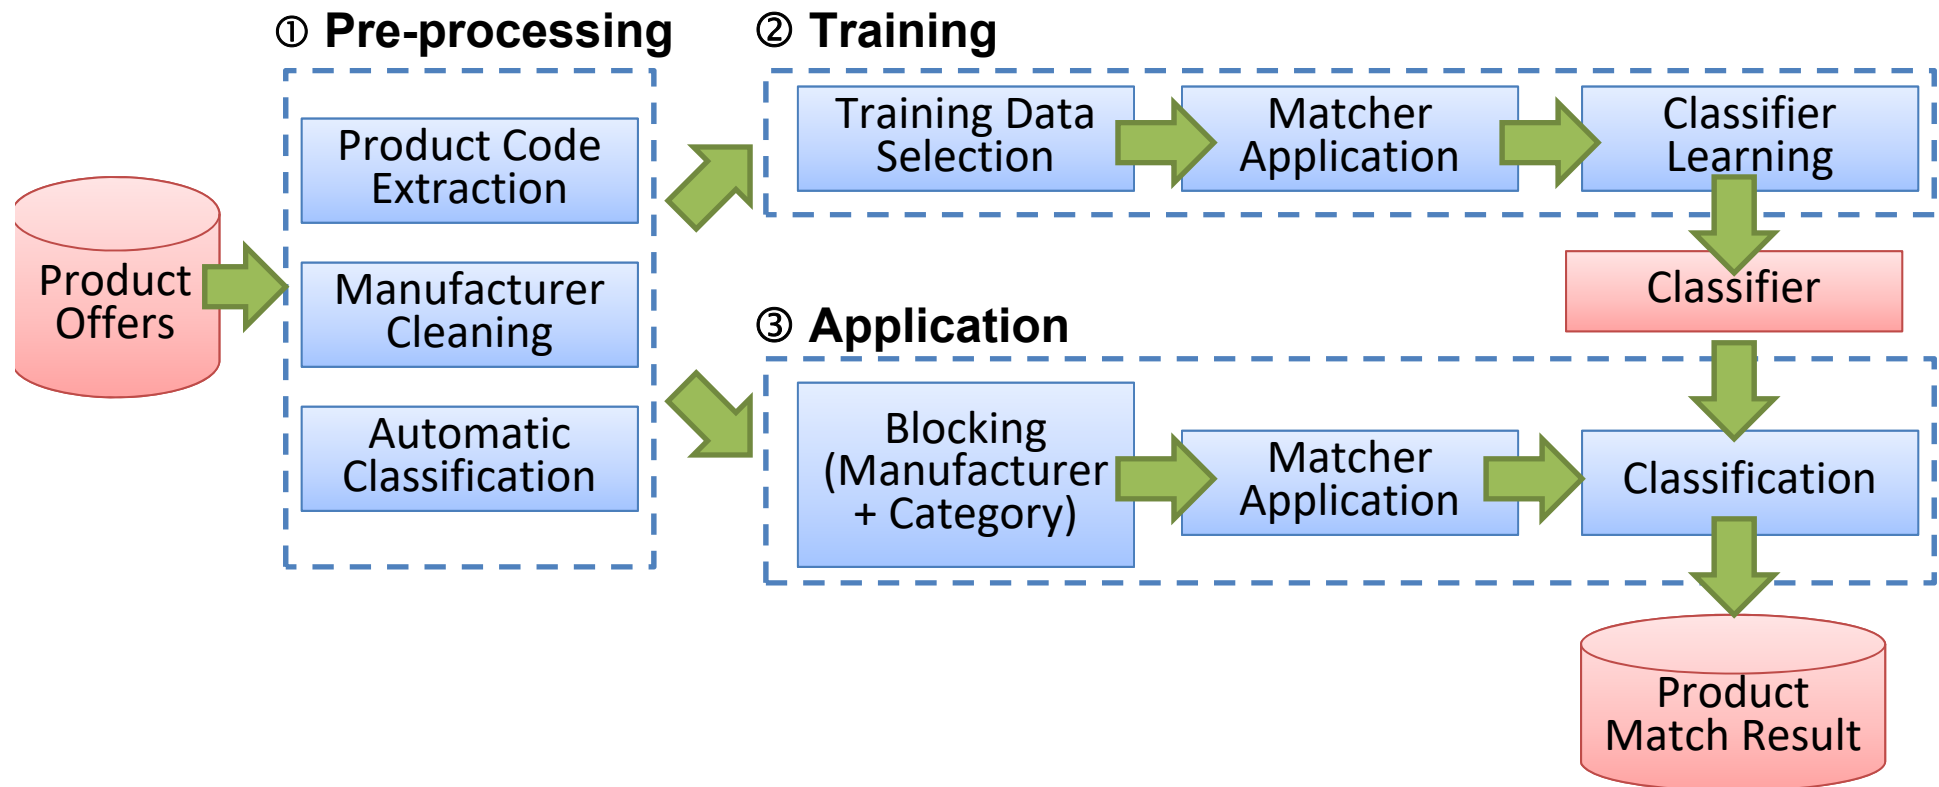 ① Pre-processing
② Training
Product Code
Extraction
Manufacturer
Cleaning
Automatic
Classification
Product
Offers
Training Data
Selection
Matcher
Application
Classifier
Learning
Classifier
③ Application
Blocking
(Manufacturer
+ Category)
Matcher
Application
Classification
Product
Match Result